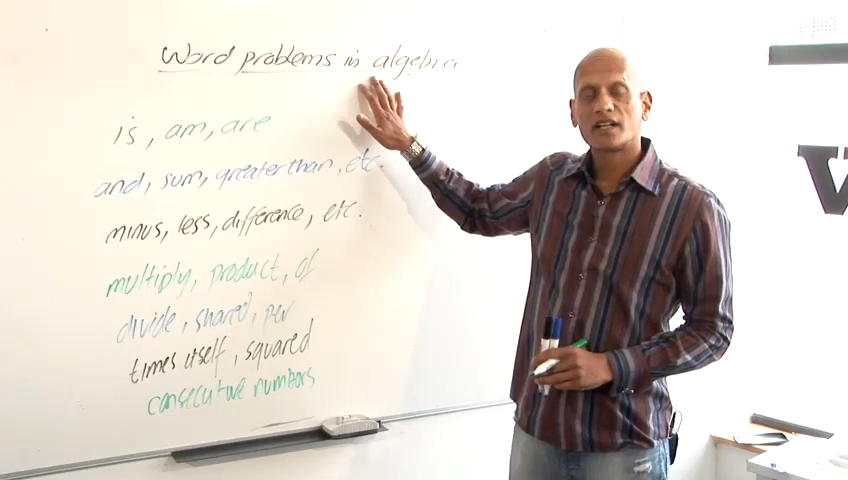 Word problems in algebra
is, am, are
and, sum, greater than, etc.
minus, less, difference, etc.
multiply, product, of
divide, shared, per
times itself, squared
consecutive numbers